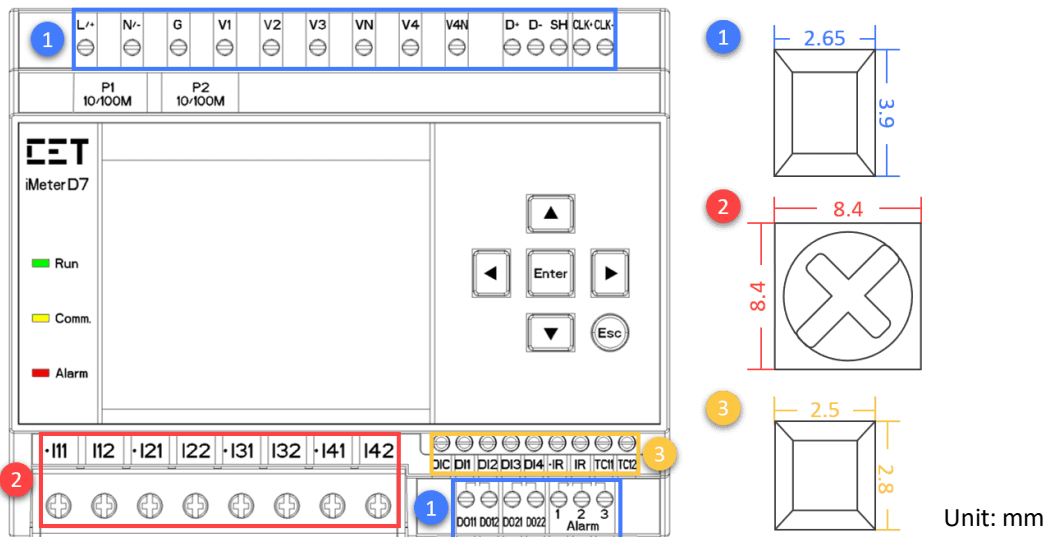 1
L/+ N/- G V1 V2 V3 VN V4 V4N D+ D- SH CLK+ CLK-
P1
10/100M
P2
10/100M
CET
iMeter D7
Run
Comm.
Alarm
Enter
Esc
·I11 I12 ·I21 I22 ·I31 I32 ·I41 I42
2
DIC DI1 DI2 DI3 DI4 ·IR IR TC11 TC12
3
1
DO11 DO12 DO21 DO22
1 2 3
Alarm
1
2.65
3.9
2
8.4
8.4
3
2.5
2.8
Unit: mm